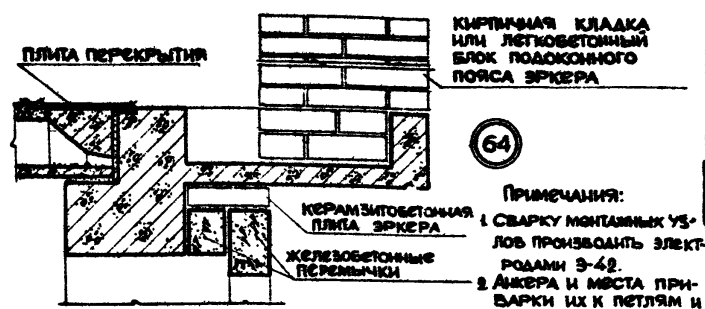 ПЛИТА ПЕРЕКРЫТИЯ
КИРПИЧНАЯ КЛАДКА
ИЛИ ЛЕГКОБЕТОННЫЙ
БЛОК ПОДОКОННОГО
ПОЯСА ЭРКЕРА
64
КЕРАМЗИТОБЕТОННАЯ
ПЛИТА ЭРКЕРА
ЖЕЛЕЗОБЕТОННЫЕ
ПЕРЕМЫЧКИ
ПРИМЕЧАНИЯ:
1. СВАРКУ МОНТАЖНЫХ УЗ-
ЛОВ ПРОИЗВОДИТЬ ЭЛЕКТ-
РОДАМИ Э-42.
2. АНКЕРА И МЕСТА ПРИ-
ВАРКИ ИХ К ПЕТЛЯМ И